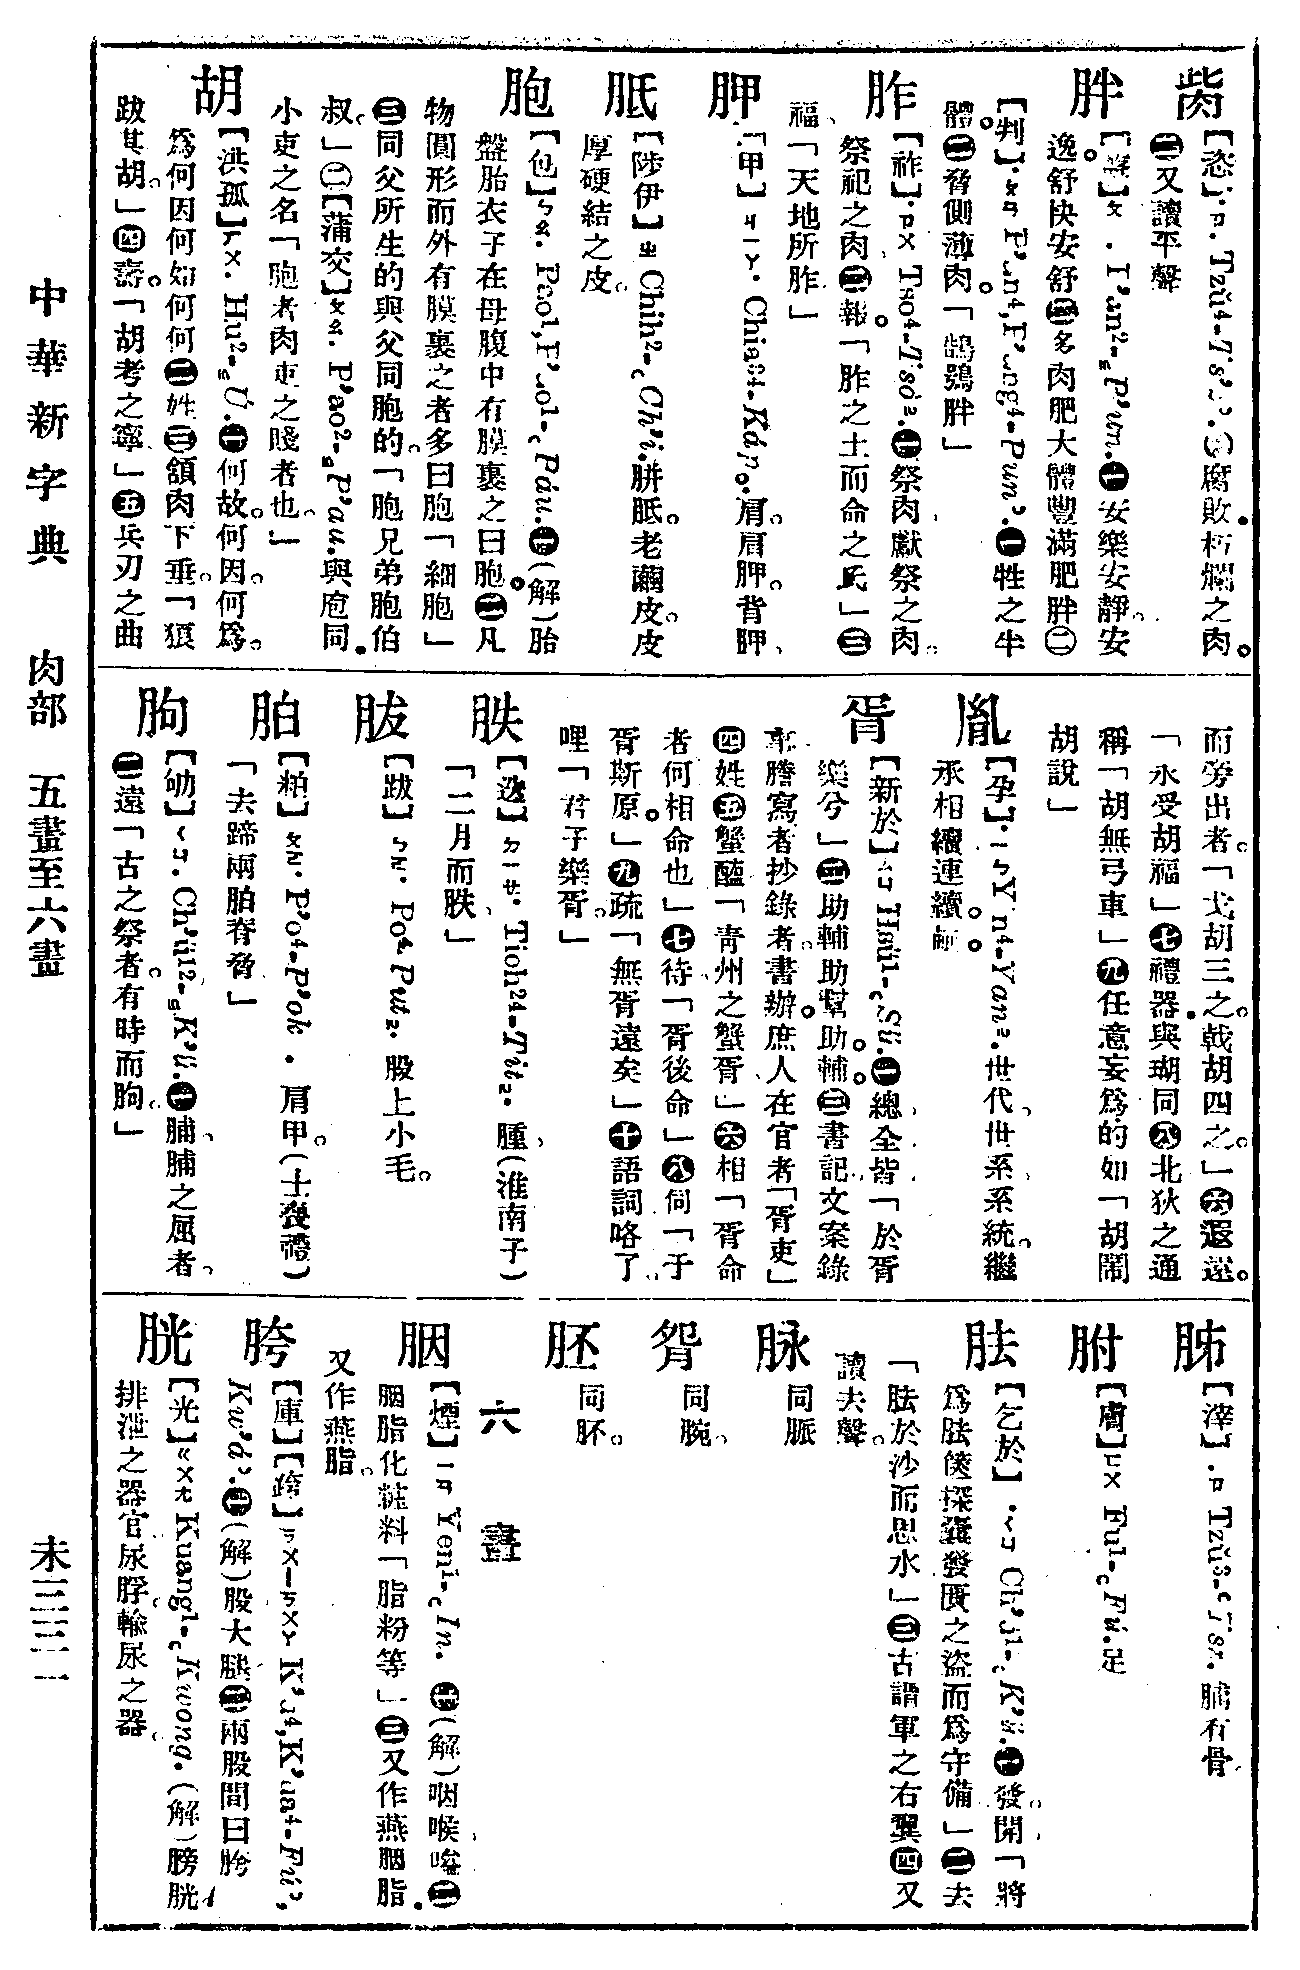 中華新字典 肉部 五畫至六畫 未三三二
胔
【恣】·ㄗ. Tzŭ⁴-腐敗朽爛之肉。
㊁又讀平聲
胖
【】ㄆ. P'an²-P'un. ㊀安樂安靜。安
逸。舒快安舒㊁多肉肥大體豐滿肥胖㊁
【判】·ㄆㄢ P'an⁴, P'ang⁴-Pun³. ㊀牲之半
體。㊁脅側薄肉。「鵠鴞胖」
胙
【祚】·ㄗㄨ Tso⁴-Tso². ㊀祭肉獻祭之肉。
祭祀之肉㊁報。「胙之土而命之氏」㊂
福、「天地所胙」
胛
【甲】ㄐㄧㄚ. Chia³⁴-Káp。. 肩。肩胛。背胛、
胝
【陟伊】ㄓ Chih²-꜀Ch'i. 胼胝。老繭皮。皮
厚硬結之皮。
胞
【包】ㄅㄠ. Pao¹, P'ao¹-꜀Páu. ㊀(解)胎
盤胎衣子在母腹中有膜裹之曰胞。㊁凡
物圓形而外有膜裹之者多曰胞「細胞」
㊂同父所生的與父同胞的。「胞兄弟胞伯
叔。」㊁【蒲交】ㄆㄠ. P'ao²-P'au. 與庖同.
小吏之名「胞者肉吏之賤者也。」
胡
【洪孤】ㄏㄨ. Hu²-Ú. ㊀何故。何因。何爲。
爲何因何如何何㊁姓㊂頷肉下垂。「狼
跋其胡。」㊃壽。「胡考之寧」㊄兵刃之曲
而旁出者。「戈胡三之。戟胡四之。」㊅遐遠。
「永受胡福」㊆禮器.與瑚同㊇北狄之通
稱「胡無弓車」㊈任意妄爲的如「胡鬧
胡說」
胤
【孕】·ㄧㄣ Yn⁴-Yan². 世代、世系系統。繼
承相續連續。嗣。
胥
【新於】ㄒㄩ Hsü¹-꜀Sü. ㊀總、全皆「於胥
樂兮」㊁助輔助幫助。輔。㊂書記、文案錄
事謄寫者抄錄者、書辦。庶人在官者「胥吏」
㊃姓㊄蟹醢「青州之蟹胥」㊅相「胥命
者何相命也」㊆待「胥後命」㊇伺「于
胥斯原。」㊈疏「無胥遠矣」㊉語詞咯了、
哩「君子樂胥。」
胅
【迭】ㄉㄧㄝ. Tieh²⁴-Tit₂. 腫、(淮南子)
「二月而胅、」
胈
【跋】ㄅㄛ. Po⁴-Put₂. 股上小毛。
胉
【粕】ㄆㄛ. P'o⁴-P'ok. 肩甲。(士喪禮)
「去蹄兩胉脊脅」
朐
【劬】ㄑㄩ. Ch'ü¹²-K'ü. ㊀脯、脯之屈者、
㊁遠「古之祭者。有時而朐。」
胏
【滓】·ㄗ Tzŭ³- 脯有骨、
胕
【膚】ㄈㄨ Fu¹-꜀Fú. 足
胠
【乞於】·ㄑㄩ Ch'ü¹-꜀K'ü. ㊀發。開、「將
爲胠篋探囊發匱之盜而爲守備」㊁去
「胠於沙而思水」㊂古謂軍之右翼㊃又
讀去聲。
脉
同脈
䏝
同腕、
胚
同肧。
六畫
胭
【煙】ㄧㄢ Yen¹-꜀In. ㊀(解)咽喉、嗌㊁
胭脂化粧料「脂粉等」㊂又作燕胭脂.
又作燕脂。
胯
【庫】【跨】ㄎㄨ—ㄎㄨㄚ K'u⁴, K'ua⁴-Fú³,
Kw'á³. ㊀(解)股大腿、㊁兩股間曰胯
胱
【光】ㄍㄨㄤ Kuang¹-꜀Kwong. (解)膀胱、
排泄之器官、尿脬、輸尿之器、